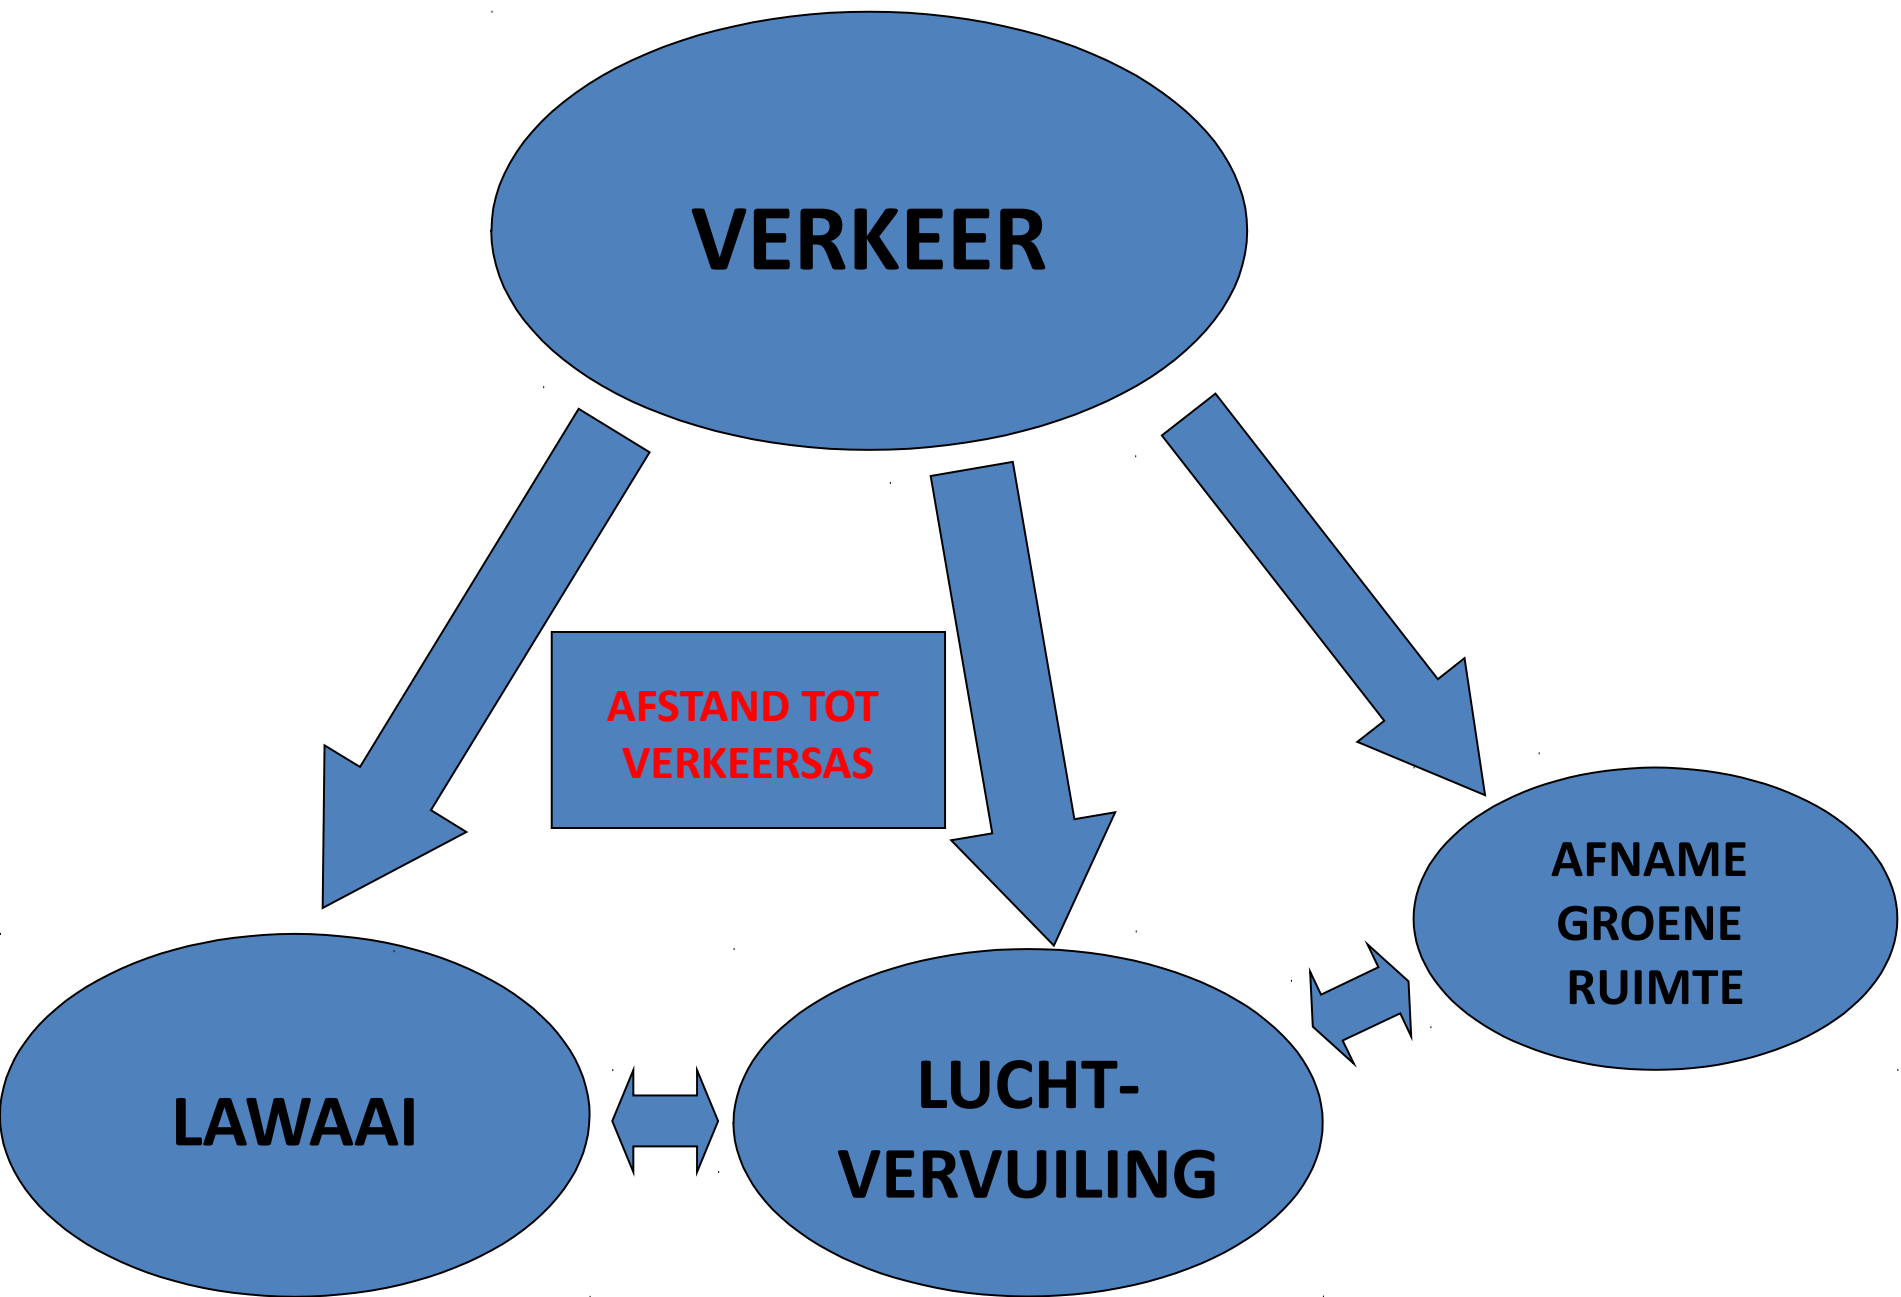 VERKEER
AFSTAND TOT
VERKEERSAS
AFNAME
GROENE
RUIMTE
LAWAAI
LUCHT-
VERVUILING